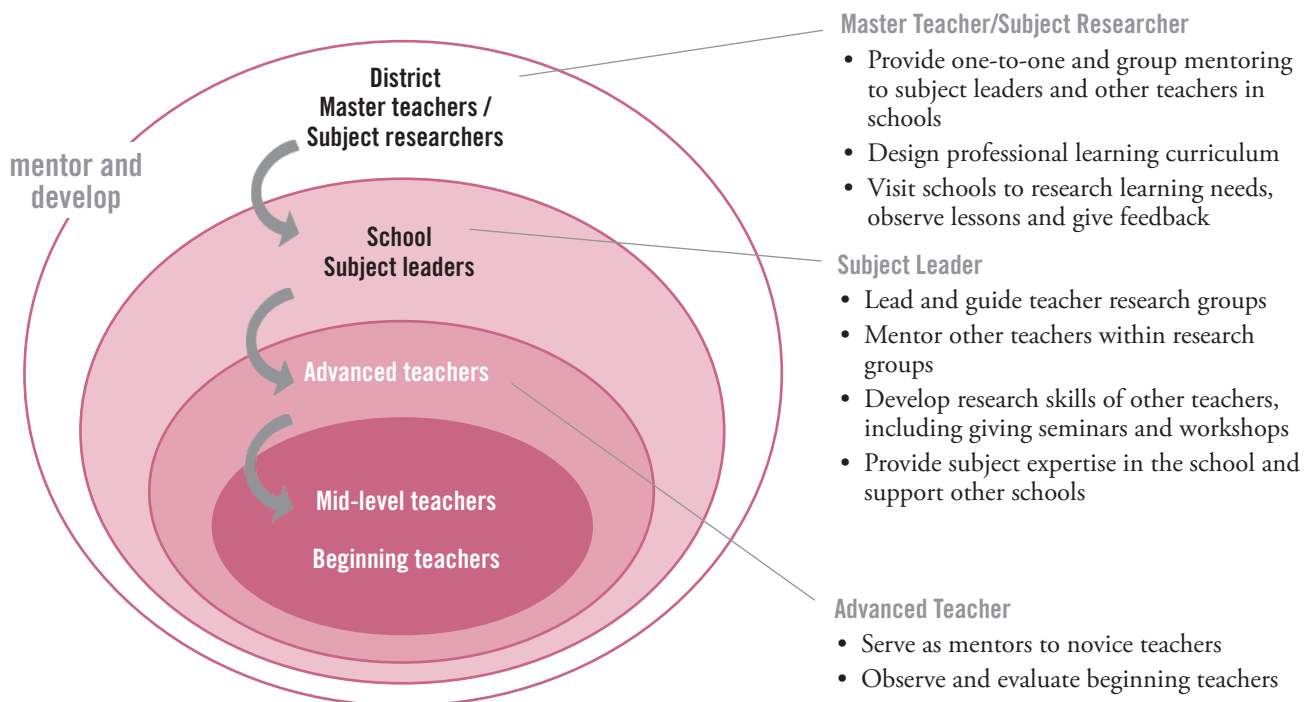 mentor and
develop
District
Master teachers /
Subject researchers
School
Subject leaders
Advanced teachers
Mid-level teachers
Beginning teachers
Master Teacher/Subject Researcher
• Provide one-to-one and group mentoring
to subject leaders and other teachers in
schools
• Design professional learning curriculum
• Visit schools to research learning needs,
observe lessons and give feedback
Subject Leader
• Lead and guide teacher research groups
• Mentor other teachers within research
groups
• Develop research skills of other teachers,
including giving seminars and workshops
• Provide subject expertise in the school and
support other schools
Advanced Teacher
• Serve as mentors to novice teachers
• Observe and evaluate beginning teachers